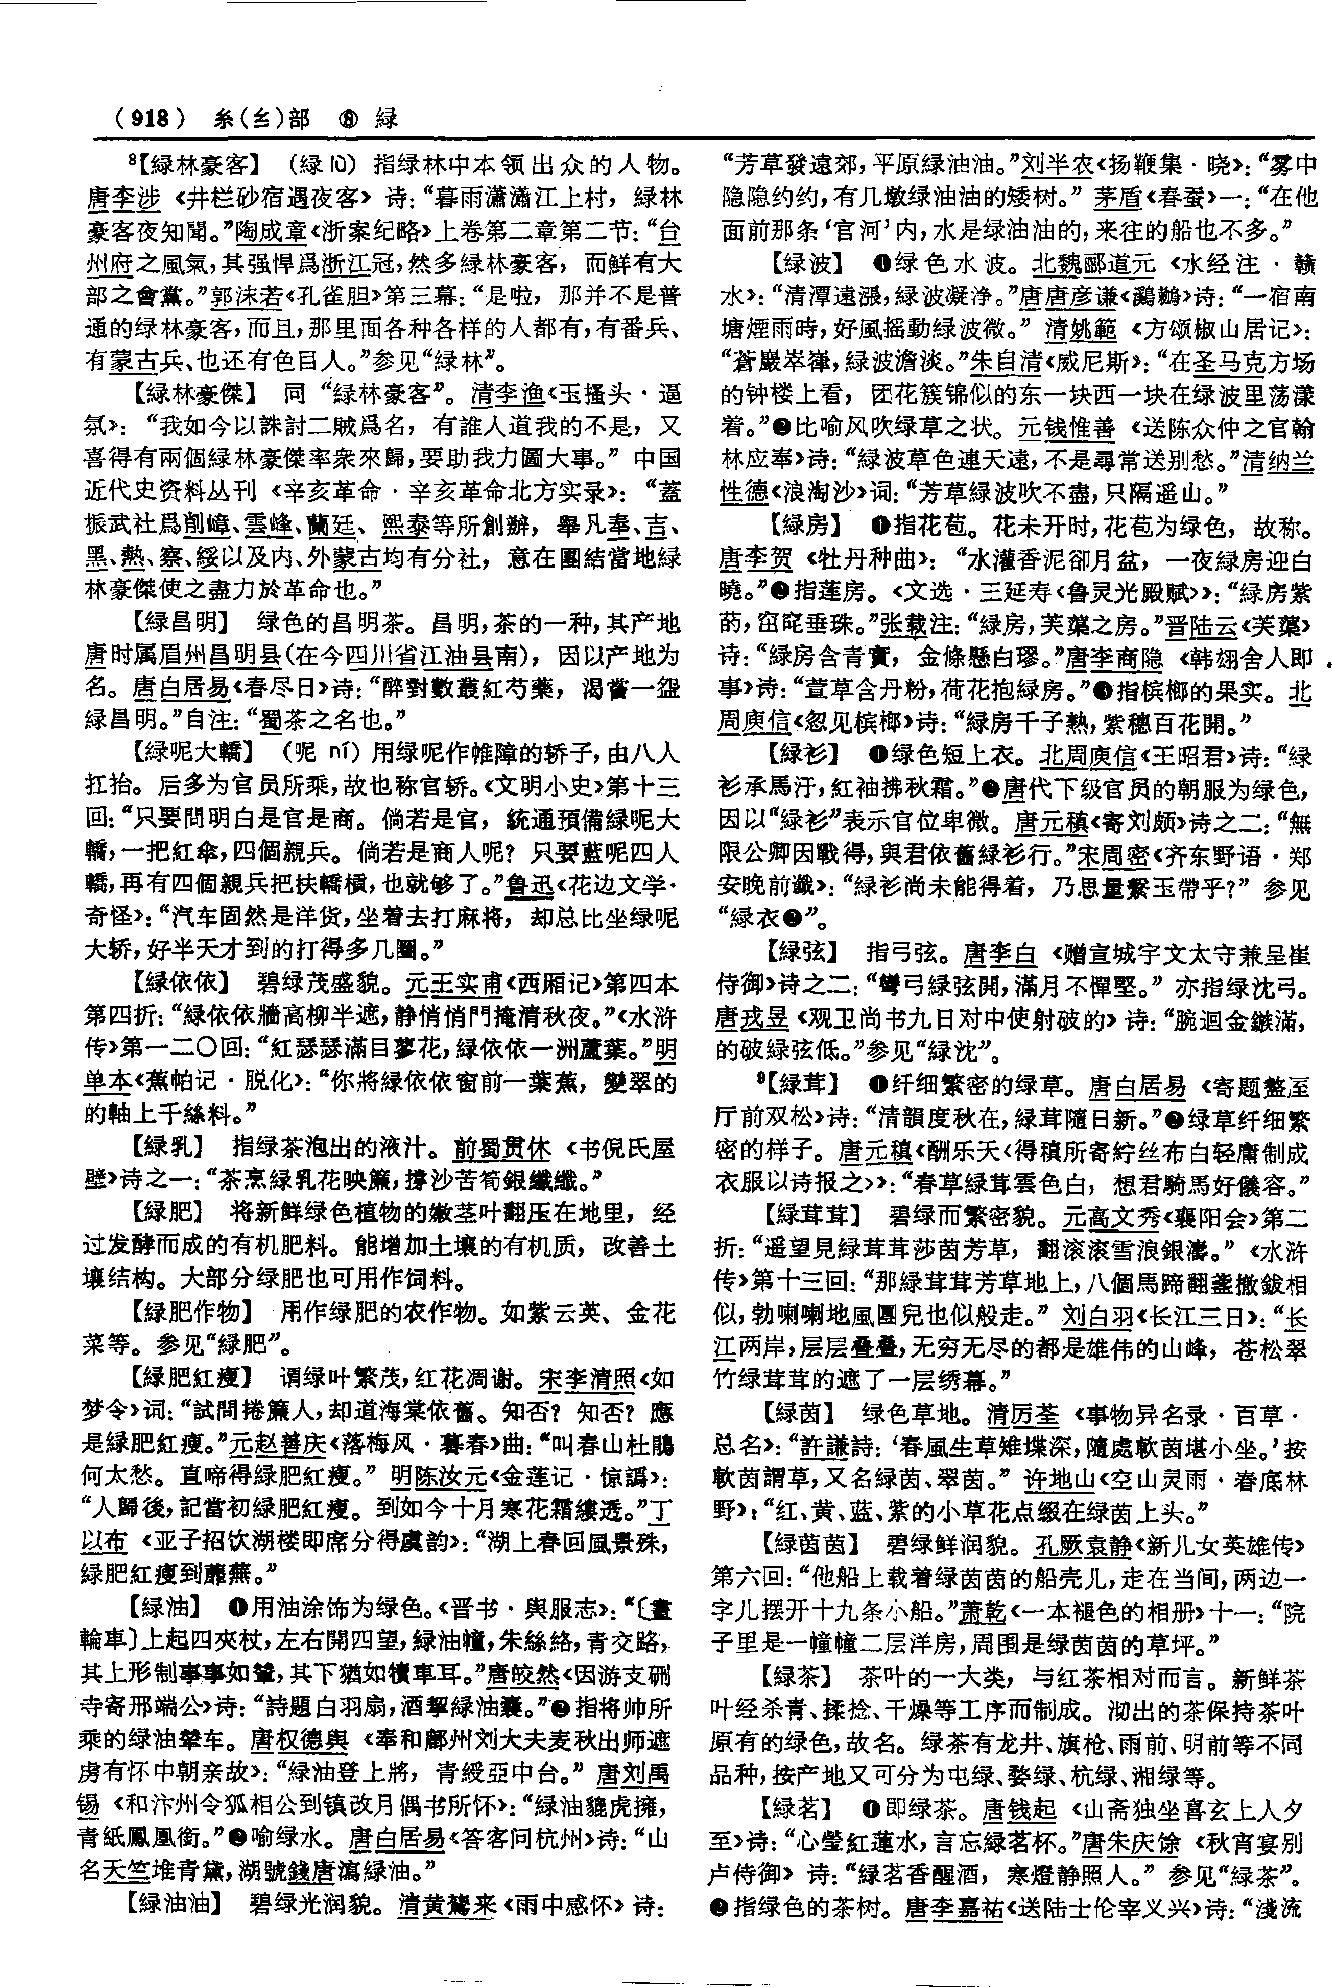 (918) 糸(纟)部 ⑧ 緑
⁸【緑林豪客】 (緑 lù) 指绿林中本领出众的人物。
唐李涉《井栏砂宿遇夜客》诗：“暮雨瀟瀟江上村，緑林
豪客夜知聞。”陶成章《浙案纪略》上卷第二章第二节：“台
州府之風氣，其强悍爲浙江冠，然多緑林豪客，而鮮有大
部之會黨。”郭沫若《孔雀胆》第三幕：“是啦，那并不是普
通的绿林豪客，而且，那里面各种各样的人都有，有番兵、
有蒙古兵、也还有色目人。”参见“緑林”。
【緑林豪傑】 同“緑林豪客”。清李渔《玉搔头·逼
氛》：“我如今以誅討二賊爲名，有誰人道我的不是，又
喜得有兩個緑林豪傑率衆來歸，要助我力圖大事。”中国
近代史资料丛刊《辛亥革命·辛亥革命北方实录》：“蓋
振武社爲削嶂、雲峰、蘭廷、熙泰等所創辦，舉凡奉、吉、
黑、熱、察、綏以及内、外蒙古均有分社，意在團結當地緑
林豪傑使之盡力於革命也。”
【緑昌明】 绿色的昌明茶。昌明，茶的一种，其产地
唐时属眉州昌明县(在今四川省江油县南)，因以产地为
名。唐白居易《春尽日》诗：“醉對數叢紅芍藥，渴嘗一盌
緑昌明。”自注：“蜀茶之名也。”
【緑呢大轎】 (呢 ní) 用绿呢作帷障的轿子，由八人
扛抬。后多为官员所乘，故也称官轿。《文明小史》第十三
回：“只要問明白是官是商。倘若是官，統通預備緑呢大
轎，一把紅傘，四個親兵。倘若是商人呢？只要藍呢四人
轎，再有四個親兵把扶轎槓，也就够了。”鲁迅《花边文学·
奇怪》：“汽车固然是洋货，坐着去打麻将，却总比坐绿呢
大轿，好半天才到的打得多几圈。”
【緑依依】 碧绿茂盛貌。元王实甫《西厢记》第四本
第四折：“緑依依牆高柳半遮，静悄悄門掩清秋夜。”《水浒
传》第一二〇回：“紅瑟瑟滿目蓼花，緑依依一洲蘆葉。”明
单本《蕉帕记·脱化》：“你將緑依依窗前一葉蕉，變翠的
的軸上千絲料。”
【緑乳】 指绿茶泡出的液汁。前蜀贯休《书倪氏屋
壁》诗之一：“茶烹緑乳花映簾，撑沙苦筍銀纖纖。”
【緑肥】 将新鲜绿色植物的嫩茎叶翻压在地里，经
过发酵而成的有机肥料。能增加土壤的有机质，改善土
壤结构。大部分绿肥也可用作饲料。
【緑肥作物】 用作绿肥的农作物。如紫云英、金花
菜等。参见“緑肥”。
【緑肥紅瘦】 谓绿叶繁茂，红花凋谢。宋李清照《如
梦令》词：“試問捲簾人，却道海棠依舊。知否？知否？應
是緑肥紅瘦。”元赵善庆《落梅风·暮春》曲：“叫春山杜鵑
何太愁。直啼得緑肥紅瘦。”明陈汝元《金莲记·惊謫》：
“人歸後，記當初緑肥紅瘦。到如今十月寒花霜縷透。”丁
以布《亚子招饮湖楼即席分得虞韵》：“湖上春回風景殊，
緑肥紅瘦到蘼蕪。”
【緑油】 ❶用油涂饰为绿色。《晋书·舆服志》：“〔畫
輪車〕上起四夾杖，左右開四望，緑油幢，朱絲絡，青交路，
其上形制事事如輦，其下猶如犢車耳。”唐皎然《因游支硎
寺寄邢端公》诗：“詩題白羽扇，酒挈緑油囊。”❷指将帅所
乘的绿油犖车。唐权德舆《奉和鄜州刘大夫麦秋出师遮
虏有怀中朝亲故》：“緑油登上將，青綬亞中台。”唐刘禹
锡《和汴州令狐相公到镇改月偶书所怀》：“緑油貔虎擁，
青紙鳳凰銜。”❸喻绿水。唐白居易《答客问杭州》诗：“山
名天竺堆青黛，湖號錢唐瀉緑油。”
【緑油油】 碧绿光润貌。清黄鷟来《雨中感怀》诗：
“芳草發遠郊，平原緑油油。”刘半农《扬鞭集·晓》：“雾中
隐隐约约，有几墩绿油油的矮树。”茅盾《春蚕》一：“在他
面前那条‘官河’内，水是绿油油的，来往的船也不多。”
【緑波】 ❶绿色水波。北魏郦道元《水经注·赣
水》：“清潭遠漲，緑波凝浄。”唐唐彦谦《鸂鶒》诗：“一宿南
塘煙雨時，好風摇動緑波微。”清姚範《方颂椒山居记》：
“蒼巖崒嵂，緑波澹淡。”朱自清《威尼斯》：“在圣马克方场
的钟楼上看，团花簇锦似的东一块西一块在绿波里荡漾
着。”❷比喻风吹绿草之状。元钱惟善《送陈众仲之官翰
林应奉》诗：“緑波草色連天遠，不是尋常送别愁。”清纳兰
性德《浪淘沙》词：“芳草緑波吹不盡，只隔遥山。”
【緑房】 ❶指花苞。花未开时，花苞为绿色，故称。
唐李贺《牡丹种曲》：“水灌香泥卻月盆，一夜緑房迎白
曉。”❷指莲房。《文选·王延寿〈鲁灵光殿赋〉》：“緑房紫
菂，窋咤垂珠。”张载注：“緑房，芙蕖之房。”晋陆云《芙蕖》
诗：“緑房含青實，金條懸白璆。”唐李商隐《韩翃舍人即
事》诗：“萱草含丹粉，荷花抱緑房。”❸指槟榔的果实。北
周庾信《忽见槟榔》诗：“緑房千子熟，紫穗百花開。”
【緑衫】 ❶绿色短上衣。北周庾信《王昭君》诗：“緑
衫承馬汗，紅袖拂秋霜。”❷唐代下级官员的朝服为绿色，
因以“緑衫”表示官位卑微。唐元稹《寄刘颇》诗之二：“無
限公卿因戰得，與君依舊緑衫行。”宋周密《齐东野语·郑
安晚前谶》：“緑衫尚未能得着，乃思量繫玉帶乎？”参见
“緑衣❷”。
【緑弦】 指弓弦。唐李白《赠宣城宇文太守兼呈崔
侍御》诗之二：“彎弓緑弦開，滿月不憚堅。”亦指绿沈弓。
唐戎昱《观卫尚书九日对中使射破的》诗：“腕迴金鏃滿，
的破緑弦低。”参见“緑沈”。
⁹【緑茸】 ❶纤细繁密的绿草。唐白居易《寄题盩厔
厅前双松》诗：“清韻度秋在，緑茸隨日新。”❷绿草纤细繁
密的样子。唐元稹《酬乐天〈得稹所寄紵丝布白轻庸制成
衣服以诗报之〉》：“春草緑茸雲色白，想君騎馬好儀容。”
【緑茸茸】 碧绿而繁密貌。元高文秀《襄阳会》第二
折：“遥望見緑茸茸莎茵芳草，翻滚滚雪浪銀濤。”《水浒
传》第十三回：“那緑茸茸芳草地上，八個馬蹄翻盞撒鈸相
似，勃喇喇地風團兒也似般走。”刘白羽《长江三日》：“长
江两岸，层层叠叠，无穷无尽的都是雄伟的山峰，苍松翠
竹绿茸茸的遮了一层绣幕。”
【緑茵】 绿色草地。清厉荃《事物异名录·百草·
总名》：“許謙詩：‘春風生草雉堞深，隨處軟茵堪小坐。’按
軟茵謂草，又名緑茵、翠茵。”许地山《空山灵雨·春底林
野》：“红、黄、蓝、紫的小草花点缀在绿茵上头。”
【緑茵茵】 碧绿鲜润貌。孔厥袁静《新儿女英雄传》
第六回：“他船上载着绿茵茵的船壳儿，走在当间，两边一
字儿摆开十九条小船。”萧乾《一本褪色的相册》十一：“院
子里是一幢幢二层洋房，周围是绿茵茵的草坪。”
【緑茶】 茶叶的一大类，与红茶相对而言。新鲜茶
叶经杀青、揉捻、干燥等工序而制成。沏出的茶保持茶叶
原有的绿色，故名。绿茶有龙井、旗枪、雨前、明前等不同
品种，按产地又可分为屯绿、婺绿、杭绿、湘绿等。
【緑茗】 ❶即绿茶。唐钱起《山斋独坐喜玄上人夕
至》诗：“心瑩紅蓮水，言忘緑茗杯。”唐朱庆馀《秋宵宴别
卢侍御》诗：“緑茗香醒酒，寒燈静照人。”参见“緑茶”。
❷指绿色的茶树。唐李嘉祐《送陆士伦宰义兴》诗：“淺流